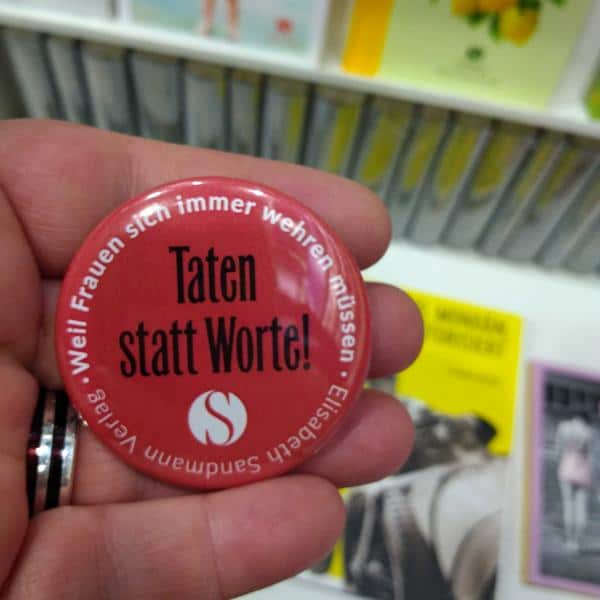 Weil Frauen sich immer wehren müssen
Taten
statt Worte!
S
Elisabeth Sandmann Verlag